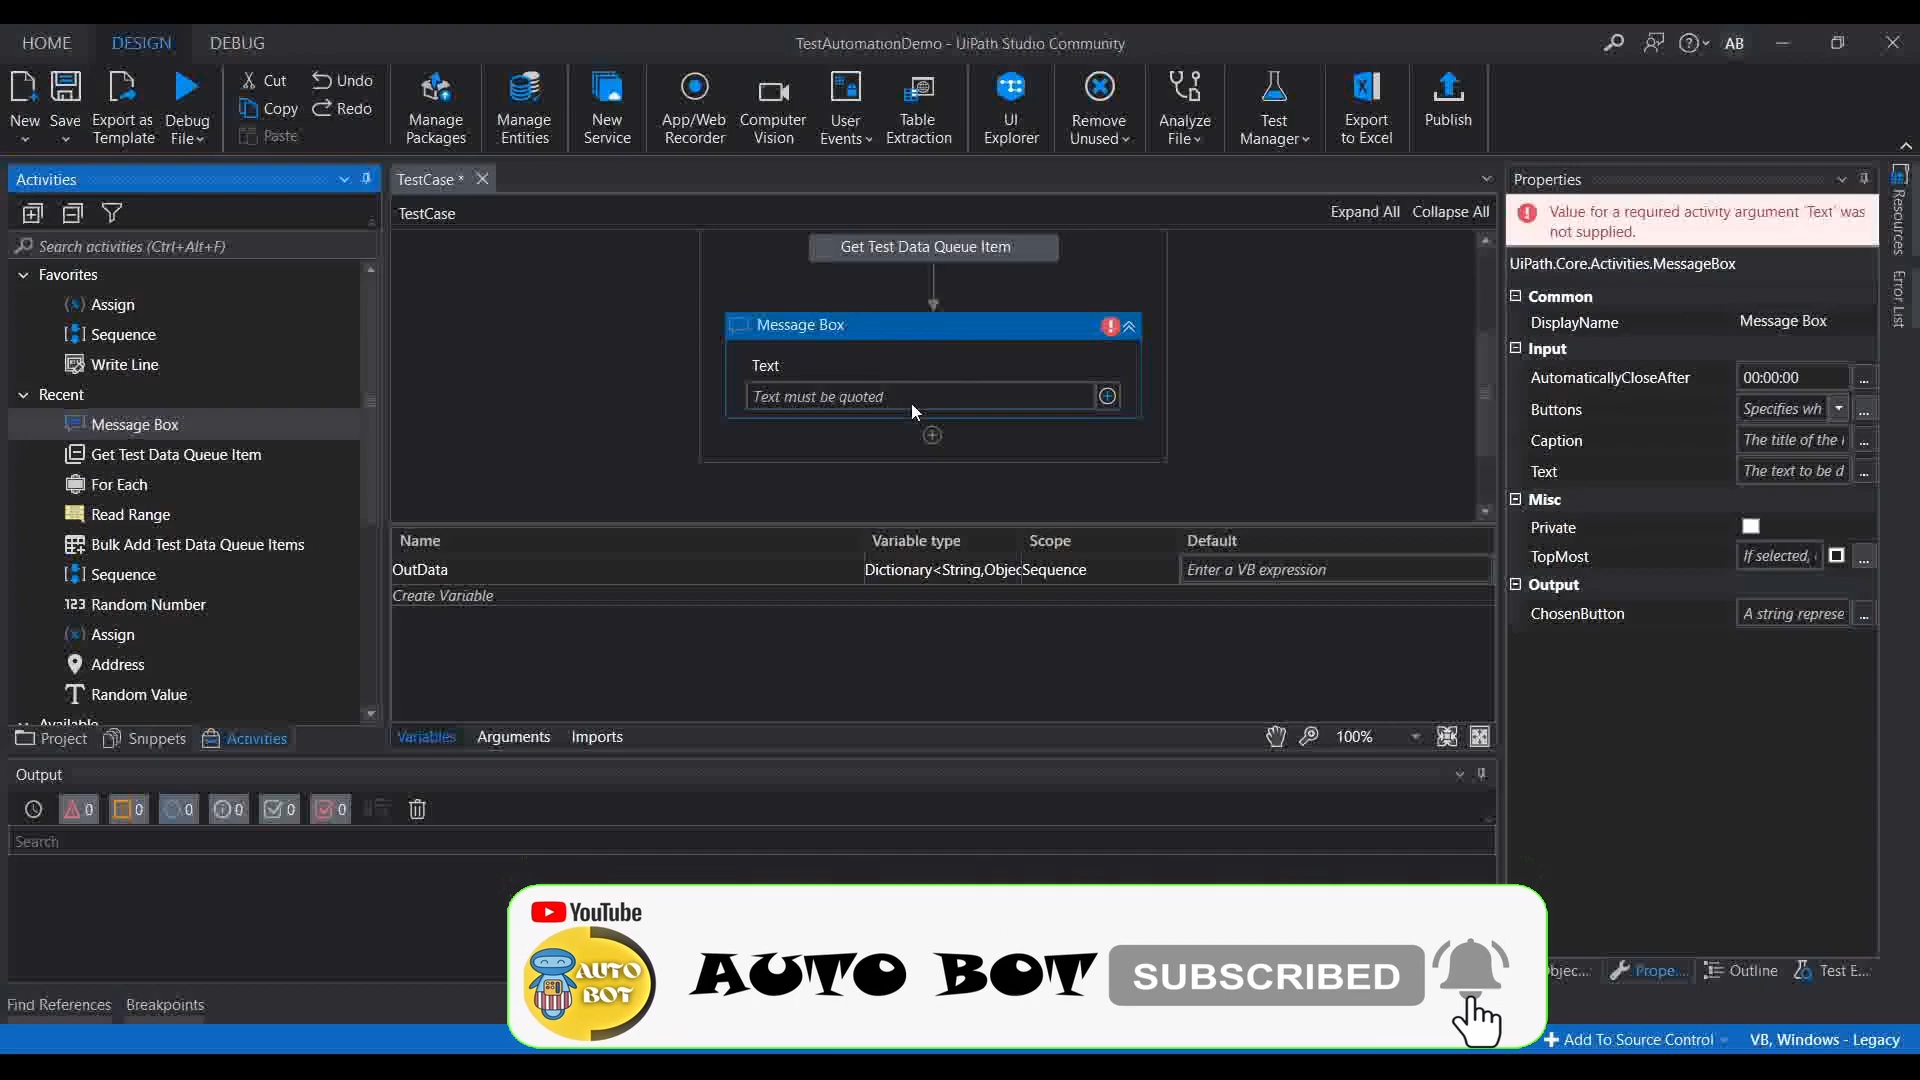 HOME
DESIGN
DEBUG
TestAutomationDemo - UiPath Studio Community
AB
New
Save
Export as
Template
Debug
File
Cut
Copy
Paste
Undo
Redo
Manage
Packages
Manage
Entities
New
Service
App/Web
Recorder
Computer
Vision
User
Events
Table
Extraction
UI
Explorer
Remove
Unused
Analyze
File
Test
Manager
Export
to Excel
Publish
Activities
Search activities (Ctrl+Alt+F)
Favorites
Assign
Sequence
Write Line
Recent
Message Box
Get Test Data Queue Item
For Each
Read Range
Bulk Add Test Data Queue Items
Sequence
123 Random Number
Assign
Address
Random Value
Available
Project
Snippets
Activities
TestCase *
TestCase
Expand All
Collapse All
Get Test Data Queue Item
Message Box
Text
Text must be quoted
Name
Variable type
Scope
Default
OutData
Dictionary<String,Objec
Sequence
Enter a VB expression
Create Variable
Variables
Arguments
Imports
100%
Properties
Value for a required activity argument 'Text' was
not supplied.
UiPath.Core.Activities.MessageBox
Common
DisplayName
Message Box
Input
AutomaticallyCloseAfter
00:00:00
...
Buttons
Specifies wh
...
Caption
The title of the
...
Text
The text to be d
...
Misc
Private
TopMost
If selected,
...
Output
ChosenButton
A string represe
...
Resources
Error List
Output
0
0
0
0
0
0
Search
YouTube
AUTO
BOT
AUTO BOT
SUBSCRIBED
bjec...
Prope...
Outline
Test E...
Find References
Breakpoints
Add To Source Control
VB, Windows - Legacy